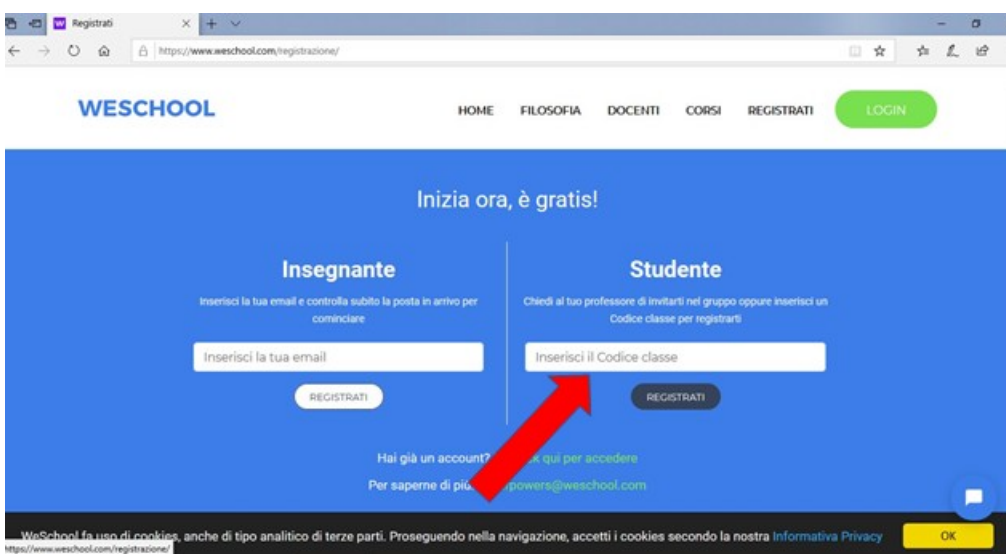 Registrati
https://www.weschool.com/registrazione/
WESCHOOL HOME FILOSOFIA DOCENTI CORSI REGISTRATI LOGIN
Inizia ora, è gratis!
Insegnante
Inserisci la tua email e controlla subito la posta in arrivo per
cominciare
Inserisci la tua email
REGISTRATI
Studente
Chiedi al tuo professore di invitarti nel gruppo oppure inserisci un
Codice classe per registrarti
Inserisci il Codice classe
REGISTRATI
Hai già un account? qui per accedere
Per saperne di più powers@weschool.com
WeSchool fa uso di cookies, anche di tipo analitico di terze parti. Proseguendo nella navigazione, accetti i cookies secondo la nostra Informativa Privacy OK
https://www.weschool.com/registrazione/